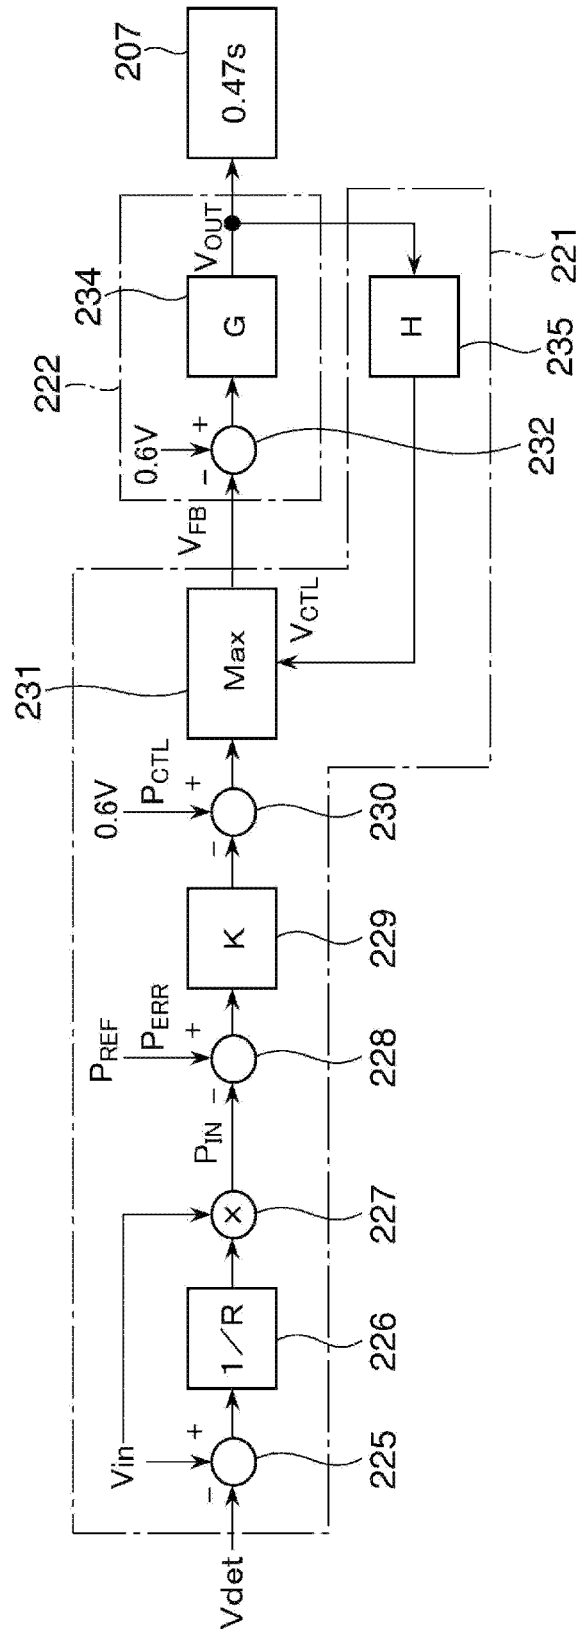 Vdet
Vin
−
+
225
1/R
226
×
227
PIN
PREF
PERR
−
+
228
K
229
0.6V
PCTL
−
+
230
231
Max
VCTL
VFB
222
0.6V
−
+
232
234
G
VOUT
H
235
221
207
0.47s